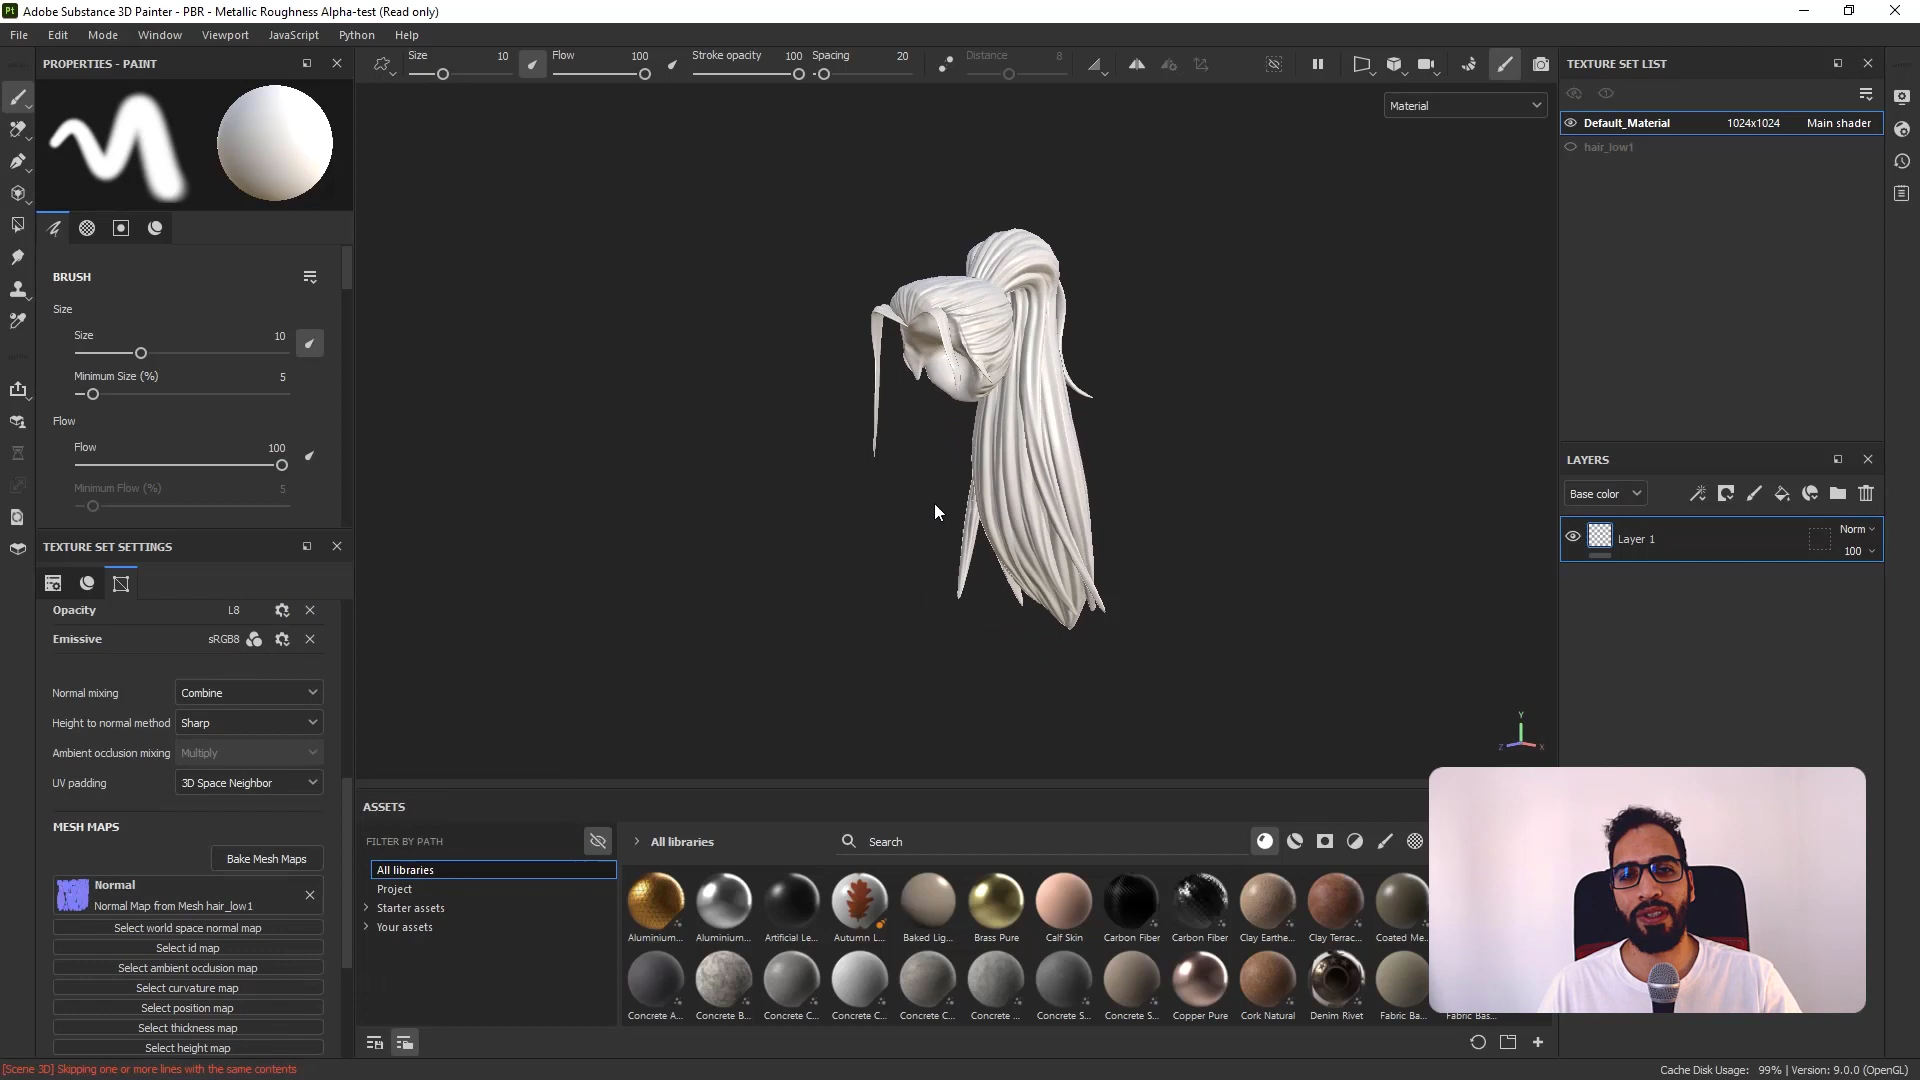 Pt Adobe Substance 3D Painter - PBR - Metallic Roughness Alpha-test (Read only)
File Edit Mode Window Viewport JavaScript Python Help
PROPERTIES - PAINT
Size 10 Flow 100 Stroke opacity 100 Spacing 20 Distance 8
Material
BRUSH
Size
Size 10
Minimum Size (%) 5
Flow
Flow 100
Minimum Flow (%) 5
TEXTURE SET SETTINGS
Opacity L8
Emissive sRGB8
Normal mixing Combine
Height to normal method Sharp
Ambient occlusion mixing Multiply
UV padding 3D Space Neighbor
MESH MAPS
Bake Mesh Maps
Normal
Normal Map from Mesh hair_low1
Select world space normal map
Select id map
Select ambient occlusion map
Select curvature map
Select position map
Select thickness map
Select height map
Y
Z X
ASSETS
FILTER BY PATH
All libraries
Project
Starter assets
Your assets
All libraries Search
Aluminium... Aluminium... Artificial Le... Autumn L... Baked Lig... Brass Pure Calf Skin Carbon Fiber Carbon Fiber Clay Earthe... Clay Terrac... Coated Me...
Concrete A... Concrete B... Concrete C... Concrete C... Concrete C... Concrete ... Concrete S... Concrete S... Copper Pure Cork Natural Denim Rivet Fabric Ba... Fabric Bas...
TEXTURE SET LIST
Default_Material 1024x1024 Main shader
hair_low1
LAYERS
Base color
Layer 1
Norm
100
[Scene 3D] Skipping one or more lines with the same contents
Cache Disk Usage: 99% | Version: 9.0.0 (OpenGL)